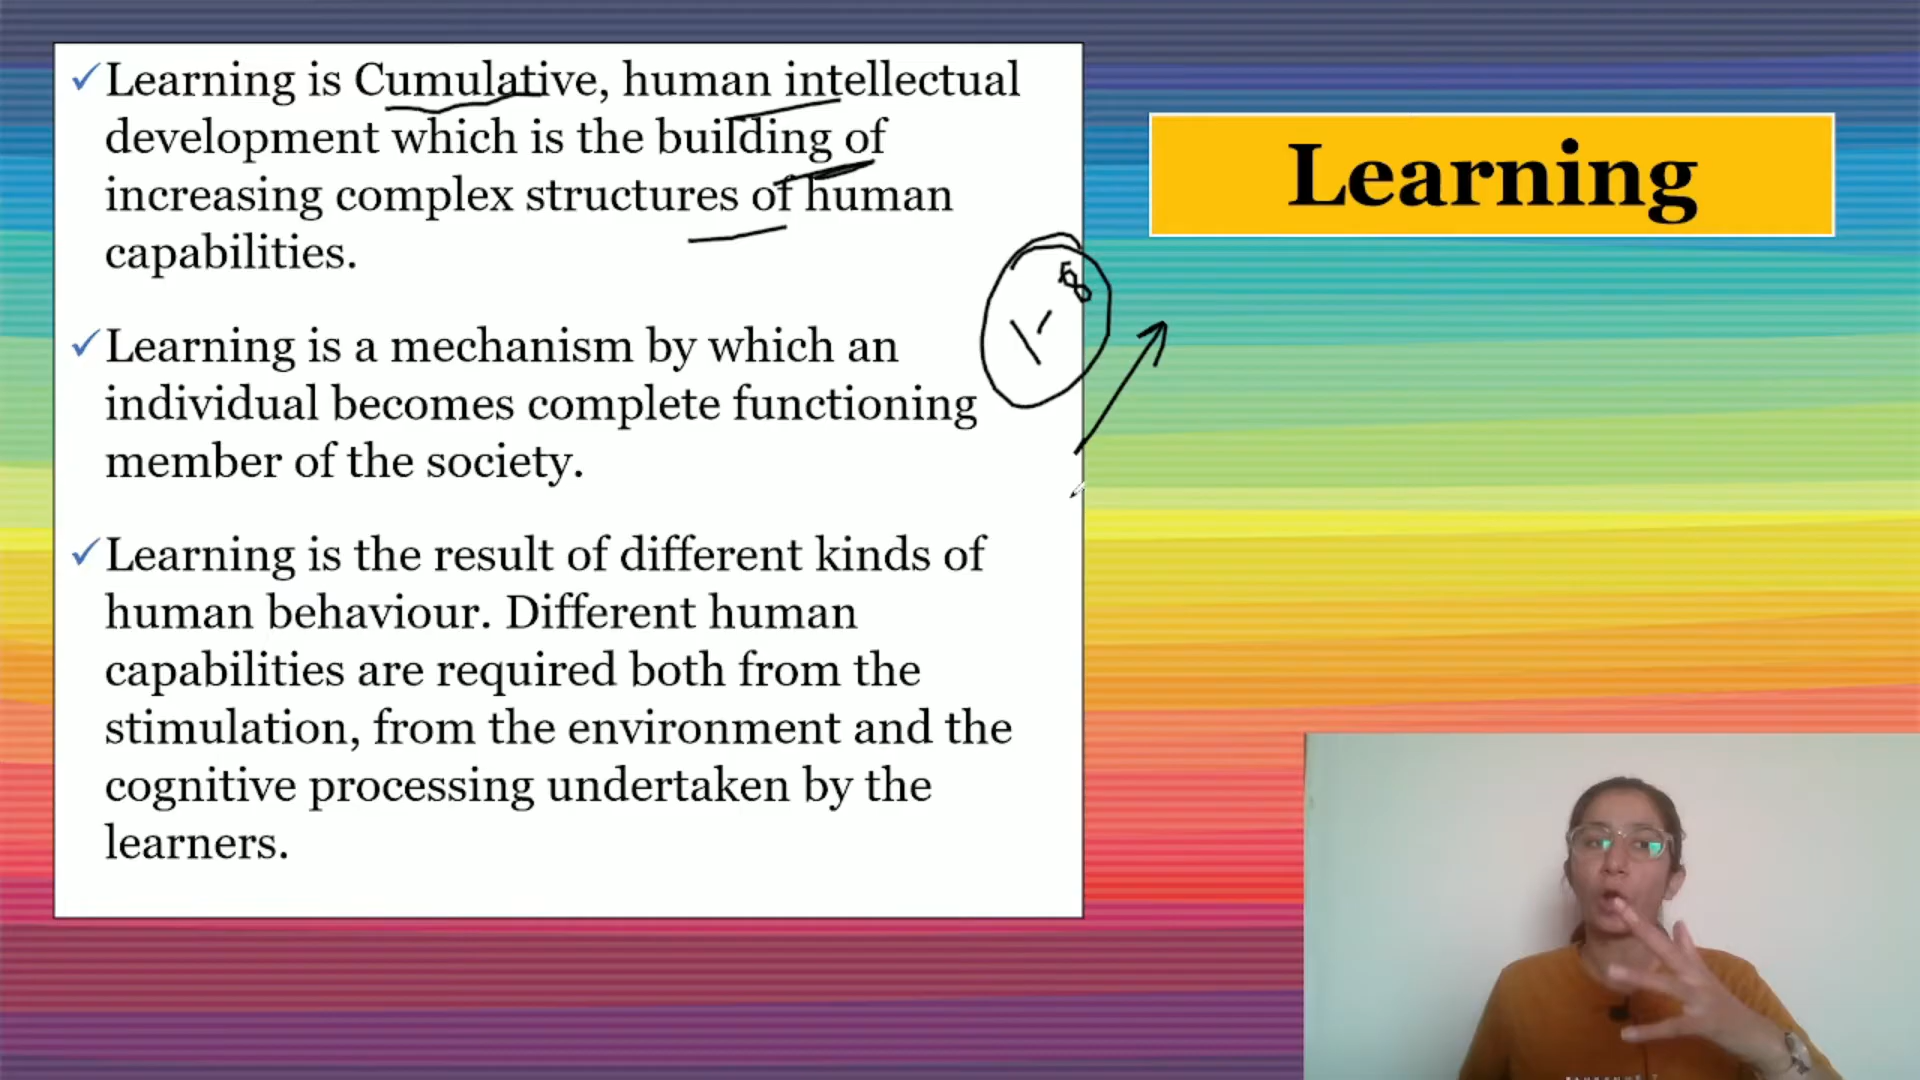 Learning is Cumulative, human intellectual
development which is the building of
increasing complex structures of human
capabilities.
Learning is a mechanism by which an
individual becomes complete functioning
member of the society.
Learning is the result of different kinds of
human behaviour. Different human
capabilities are required both from the
stimulation, from the environment and the
cognitive processing undertaken by the
learners.
Learning